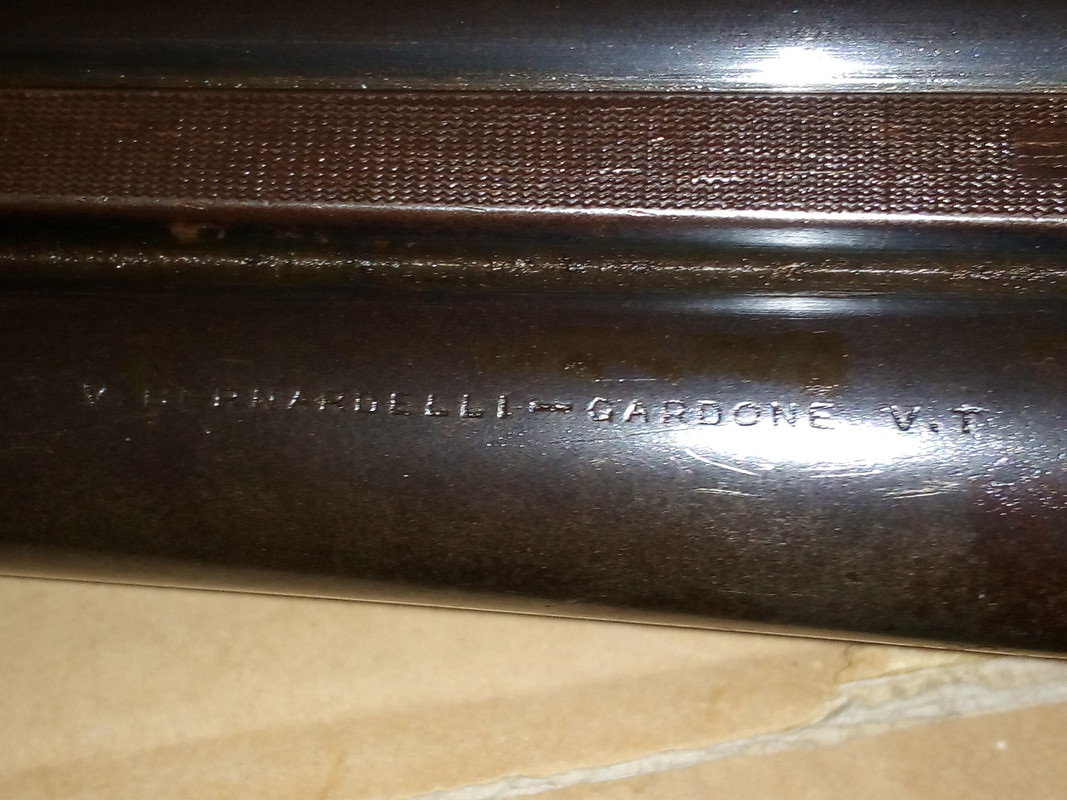 V. BERNARDELLI — GARDONE V.T